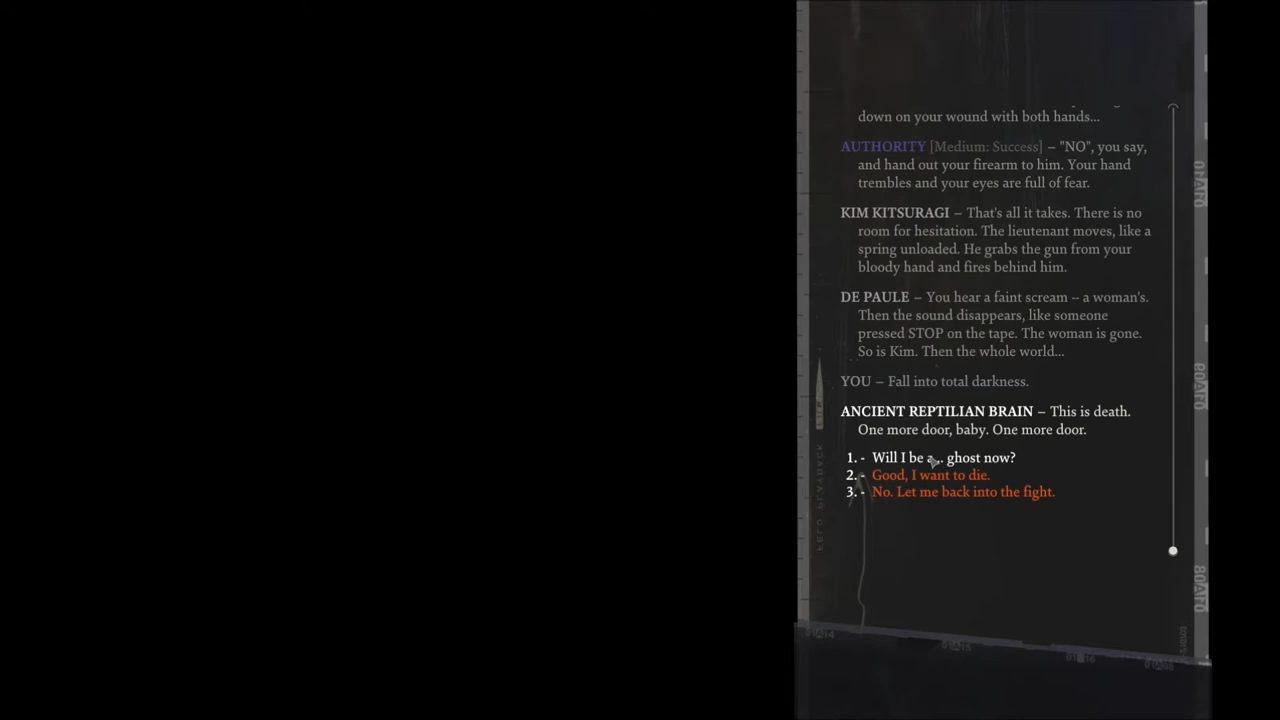 down on your wound with both hands...
AUTHORITY [Medium: Success] – "NO", you say,
and hand out your firearm to him. Your hand
trembles and your eyes are full of fear.
KIM KITSURAGI – That's all it takes. There is no
room for hesitation. The lieutenant moves, like a
spring unloaded. He grabs the gun from your
bloody hand and fires behind him.
DE PAULE – You hear a faint scream -- a woman's.
Then the sound disappears, like someone
pressed STOP on the tape. The woman is gone.
So is Kim. Then the whole world...
YOU – Fall into total darkness.
ANCIENT REPTILIAN BRAIN – This is death.
One more door, baby. One more door.
1. - Will I be a... ghost now?
2. - Good, I want to die.
3. - No. Let me back into the fight.